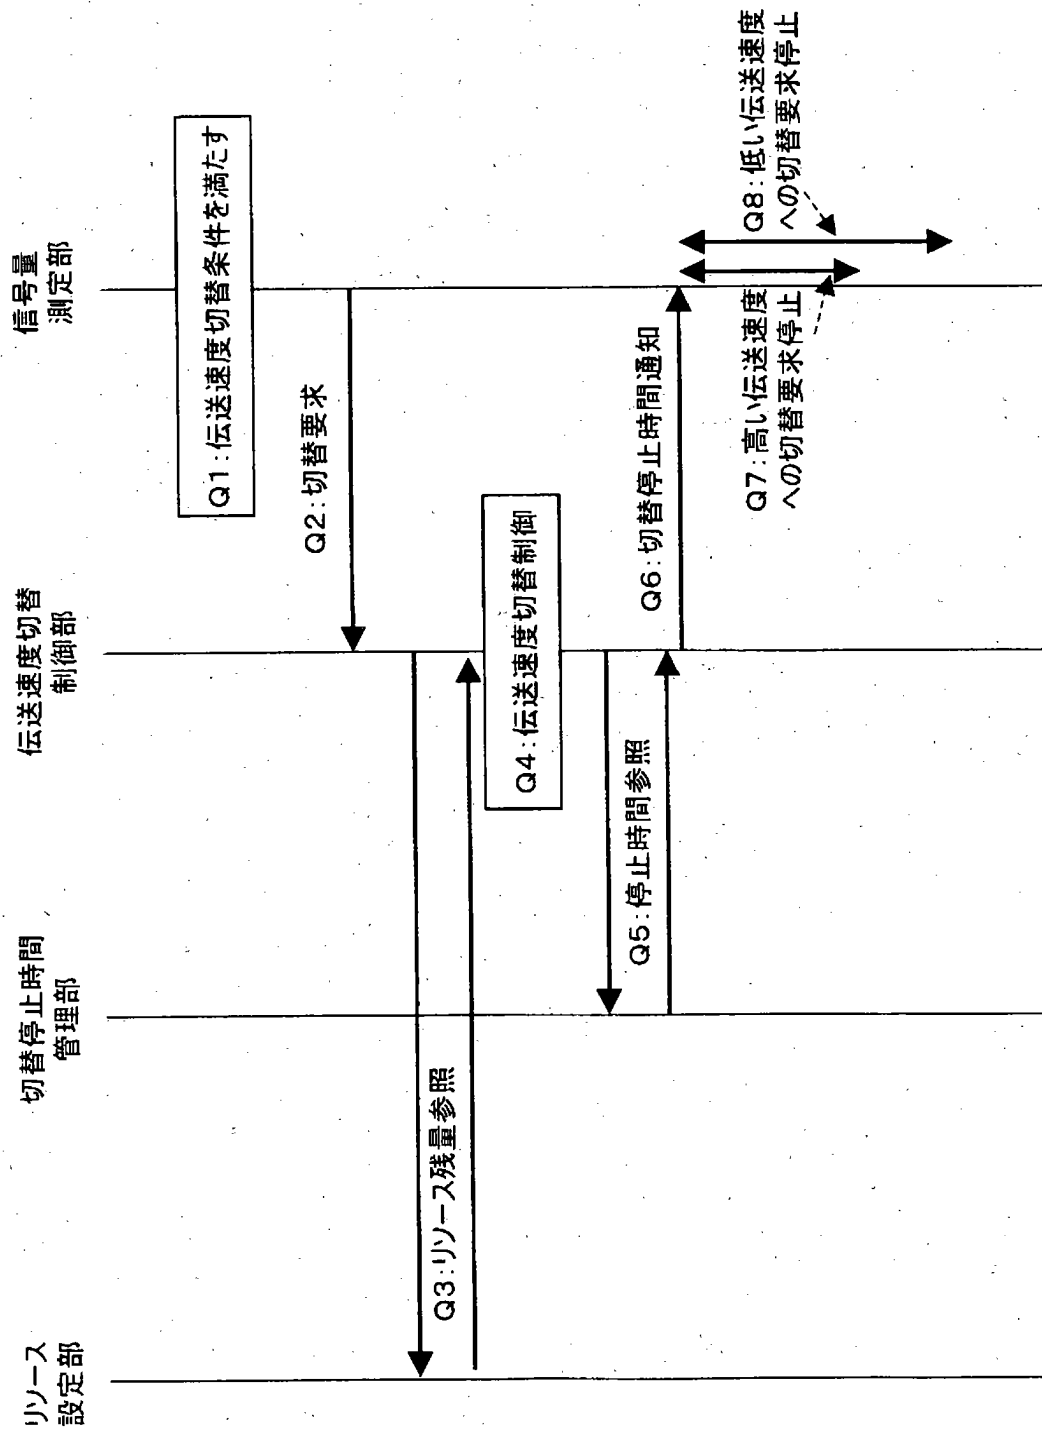 リソース
設定部
切替停止時間
管理部
伝送速度切替
制御部
信号量
測定部
Q1:伝送速度切替条件を満たす
Q2:切替要求
Q3:リソース残量参照
Q4:伝送速度切替制御
Q5:停止時間参照
Q6:切替停止時間通知
Q7:高い伝送速度
への切替要求停止
Q8:低い伝送速度
への切替要求停止